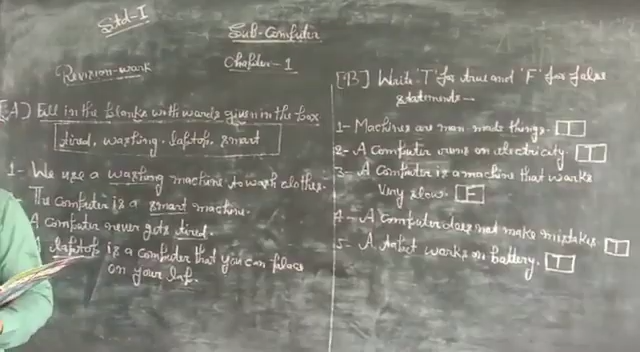 Std-I
Sub-Computer
Chapter-1
Revision-work
[A] Fill in the blanks with words given in the box
tired, washing, laptop, smart
1- We use a washing machine to wash clothes.
The computer is a smart machine.
A computer never gets tired.
laptop is a computer that you can place
on your lap.
[B] Write 'T' for true and 'F' for false
statements-
1- Machines are man made things. T
2- A Computer runs on electricity. T
3- A Computer is a machine that works
very slow. F
4- A Computer does not make mistakes. T
5- A works on battery. T